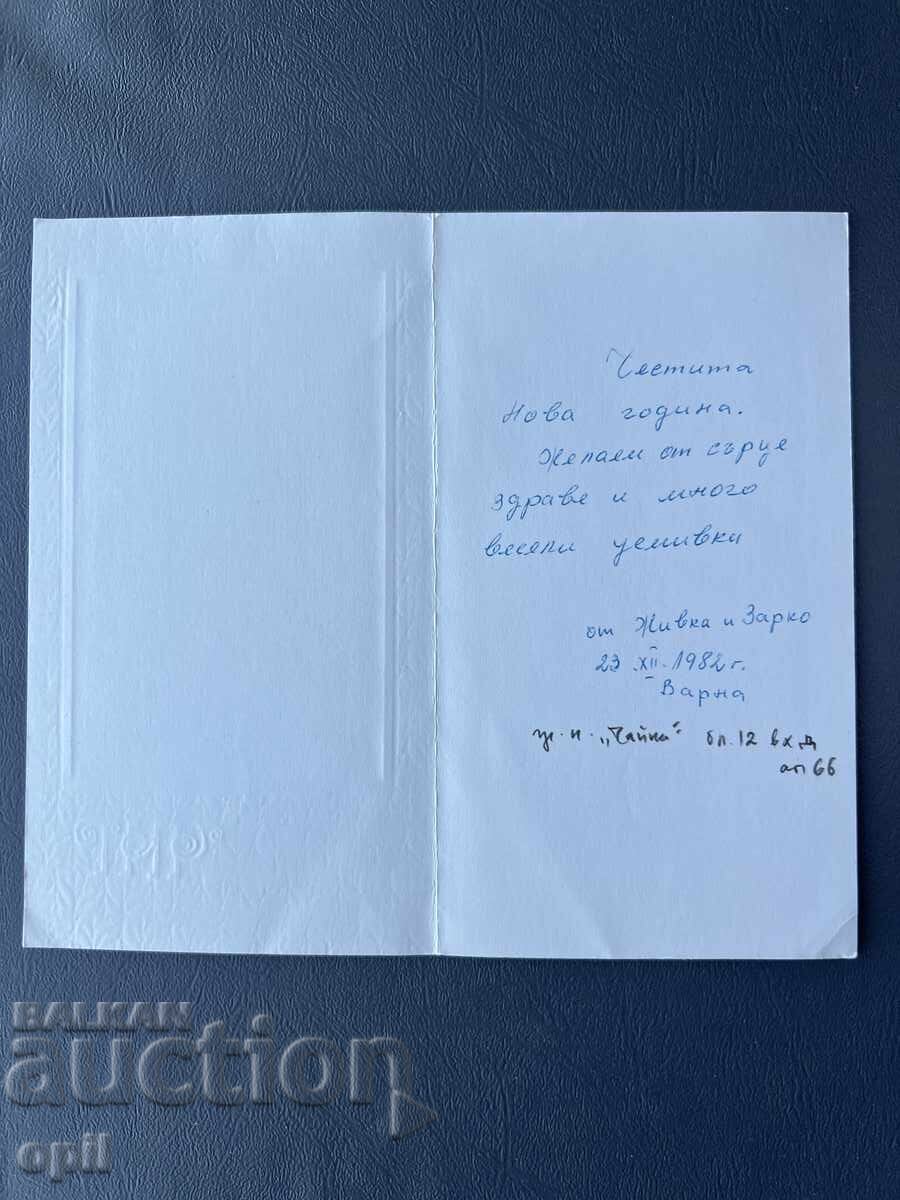 Честита
Нова година.
Желаем от сърце
здраве и много
весели усмивки
от Живка и Зарко
23 XII. 1982 г.
Варна
"Чайка" бл. 12 вх. Д
ап 66
BALKAN
auction
opil